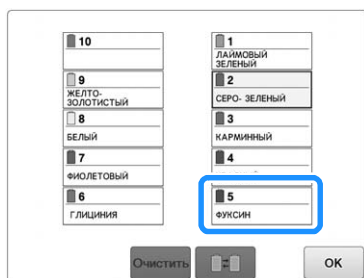 10
1
ЛАЙМОВЫЙ
ЗЕЛЕНЫЙ
9
ЖЕЛТО-
ЗОЛОТИСТЫЙ
2
СЕРО- ЗЕЛЕНЫЙ
8
БЕЛЫЙ
3
КАРМИННЫЙ
7
ФИОЛЕТОВЫЙ
4
6
ГЛИЦИНИЯ
5
ФУКСИН
Очистить
OK